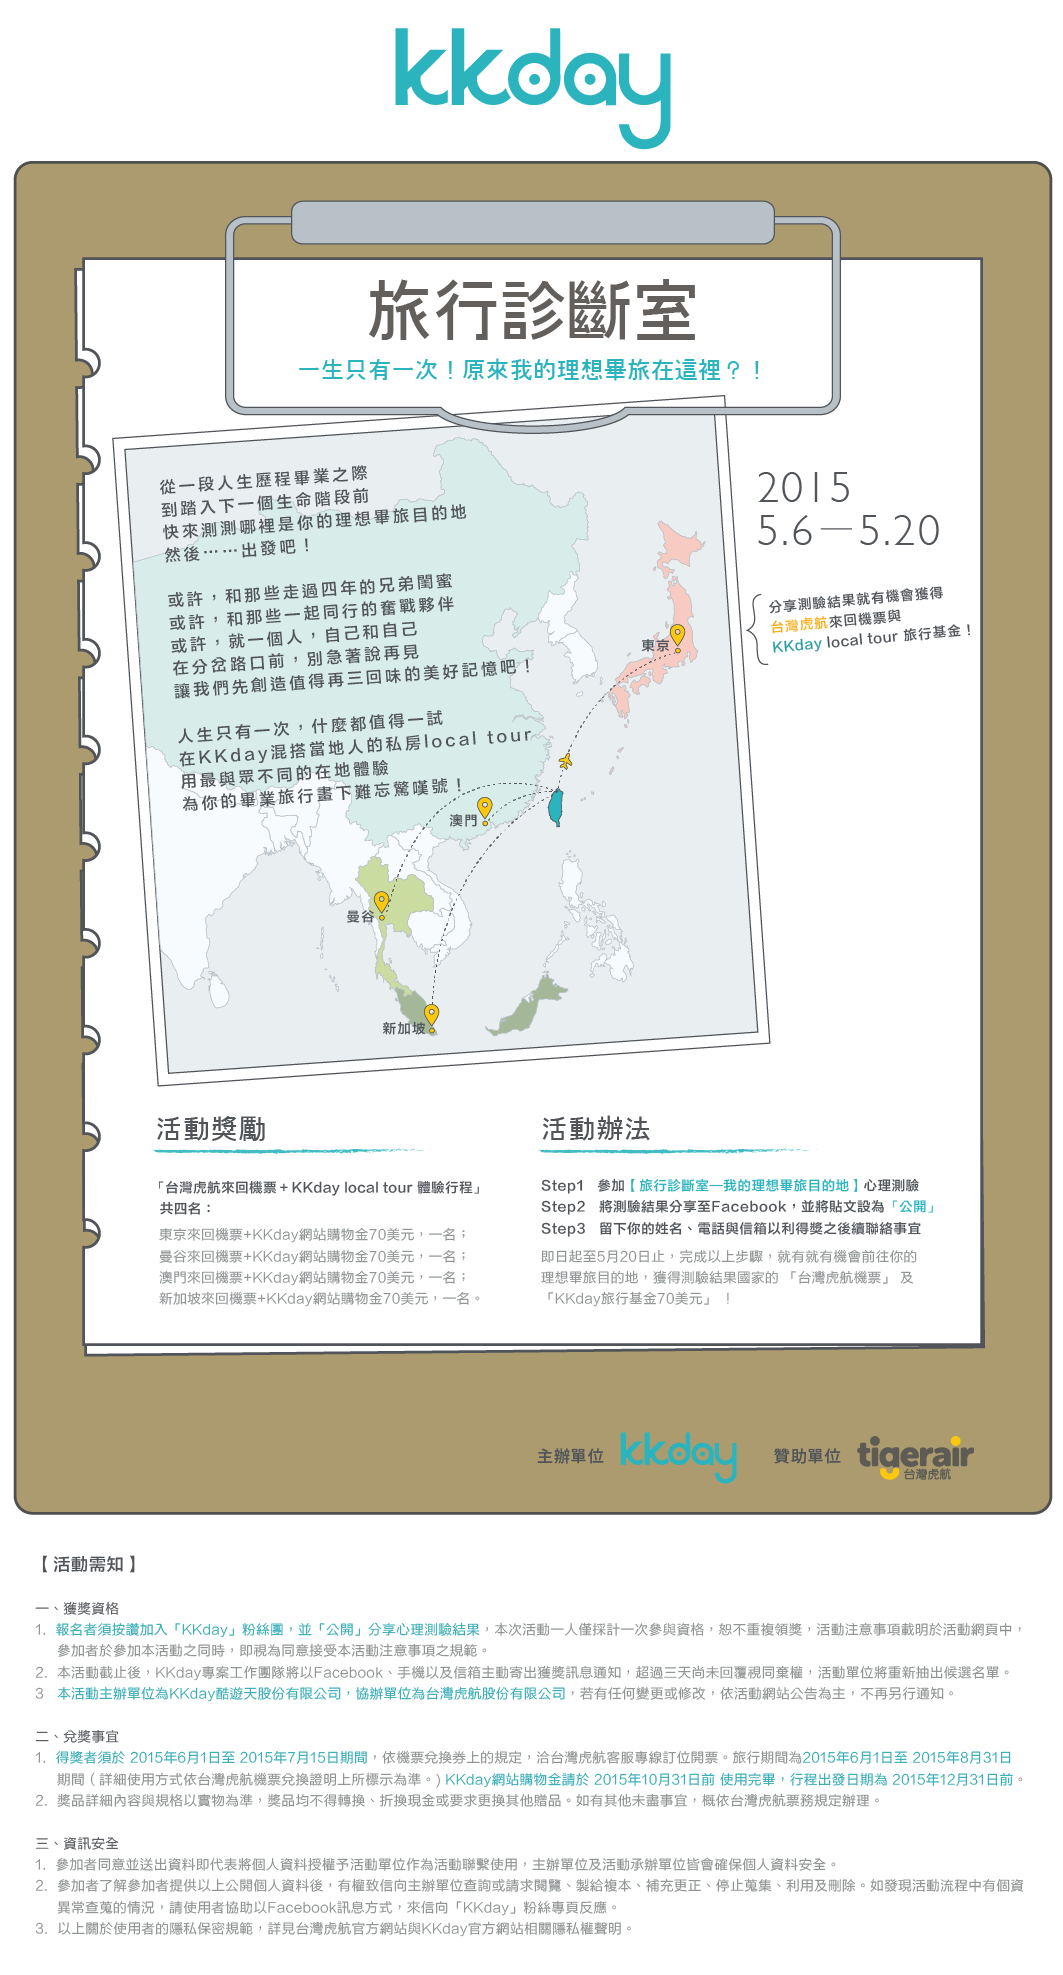 kkday
旅行診斷室
一生只有一次！原來我的理想畢旅在這裡？！
從一段人生歷程畢業之際
到踏入下一個生命階段前
快來測測哪裡是你的理想畢旅目的地
然後……出發吧！
或許，和那些走過四年的兄弟閨蜜
或許，和那些一起同行的奮戰夥伴
或許，就一個人，自己和自己
在分岔路口前，別急著說再見
讓我們先創造值得再三回味的美好記憶吧！
人生只有一次，什麼都值得一試
在KKday混搭當地人的私房local tour
用最與眾不同的在地體驗
為你的畢業旅行畫下難忘驚嘆號！
2015
5.6—5.20
分享測驗結果就有機會獲得
台灣虎航來回機票與
KKday local tour 旅行基金！
東京
澳門
曼谷
新加坡
活動獎勵
「台灣虎航來回機票+KKday local tour 體驗行程」
共四名：
東京來回機票+KKday網站購物金70美元，一名；
曼谷來回機票+KKday網站購物金70美元，一名；
澳門來回機票+KKday網站購物金70美元，一名；
新加坡來回機票+KKday網站購物金70美元，一名。
活動辦法
Step1 參加【旅行診斷室—我的理想畢旅目的地】心理測驗
Step2 將測驗結果分享至Facebook，並將貼文設為「公開」
Step3 留下你的姓名、電話與信箱以利得獎之後續聯絡事宜
即日起至5月20日止，完成以上步驟，就有就有機會前往你的
理想畢旅目的地，獲得測驗結果國家的 「台灣虎航機票」 及
「KKday旅行基金70美元」 ！
主辦單位 kkday 贊助單位 tigerair
台灣虎航
【活動需知】
一、獲獎資格
1. 報名者須按讚加入「KKday」粉絲團，並「公開」分享心理測驗結果，本次活動一人僅採計一次參與資格，恕不重複領獎，活動注意事項載明於活動網頁中，
參加者於參加本活動之同時，即視為同意接受本活動注意事項之規範。
2. 本活動截止後，KKday專案工作團隊將以Facebook、手機以及信箱主動寄出獲獎訊息通知，超過三天尚未回覆視同棄權，活動單位將重新抽出候選名單。
3 本活動主辦單位為KKday酷遊天股份有限公司，協辦單位為台灣虎航股份有限公司，若有任何變更或修改，依活動網站公告為主，不再另行通知。
二、兌獎事宜
1. 得獎者須於 2015年6月1日至 2015年7月15日期間，依機票兌換券上的規定，洽台灣虎航客服專線訂位開票。旅行期間為2015年6月1日至 2015年8月31日
期間（詳細使用方式依台灣虎航機票兌換證明上所標示為準。) KKday網站購物金請於 2015年10月31日前 使用完畢，行程出發日期為 2015年12月31日前。
2. 獎品詳細內容與規格以實物為準，獎品均不得轉換、折換現金或要求更換其他贈品。如有其他未盡事宜，概依台灣虎航票務規定辦理。
三、資訊安全
1. 參加者同意並送出資料即代表將個人資料授權予活動單位作為活動聯繫使用，主辦單位及活動承辦單位皆會確保個人資料安全。
2. 參加者了解參加者提供以上公開個人資料後，有權致信向主辦單位查詢或請求閱覽、製給複本、補充更正、停止蒐集、利用及刪除。如發現活動流程中有個資
異常查蒐的情況，請使用者協助以Facebook訊息方式，來信向「KKday」粉絲專頁反應。
3. 以上關於使用者的隱私保密規範，詳見台灣虎航官方網站與KKday官方網站相關隱私權聲明。